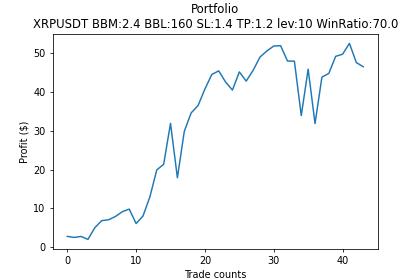 Portfolio
XRPUSDT BBM:2.4 BBL:160 SL:1.4 TP:1.2 lev:10 WinRatio:70.0
Profit ($)
50
40
30
20
10
0
0 10 20 30 40
Trade counts